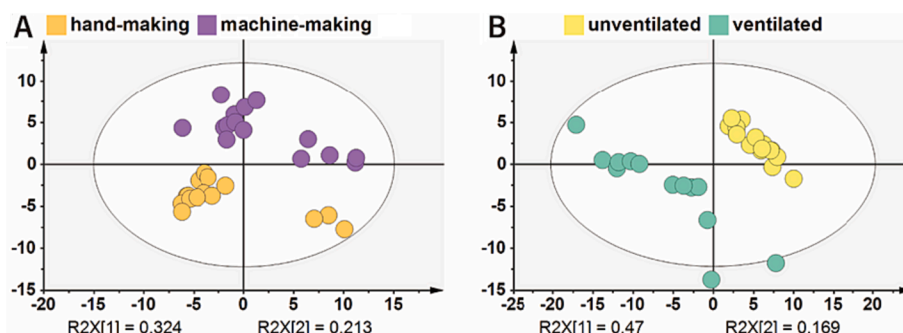 A hand-making machine-making
10
5
0
-5
-10
-15
-20 -15 -10 -5 0 5 10 15
R2X[1] = 0.324 R2X[2] = 0.213
B unventilated ventilated
10
5
0
-5
-10
-15
-25 -20 -15 -10 -5 0 5 10 15 20
R2X[1] = 0.47 R2X[2] = 0.169